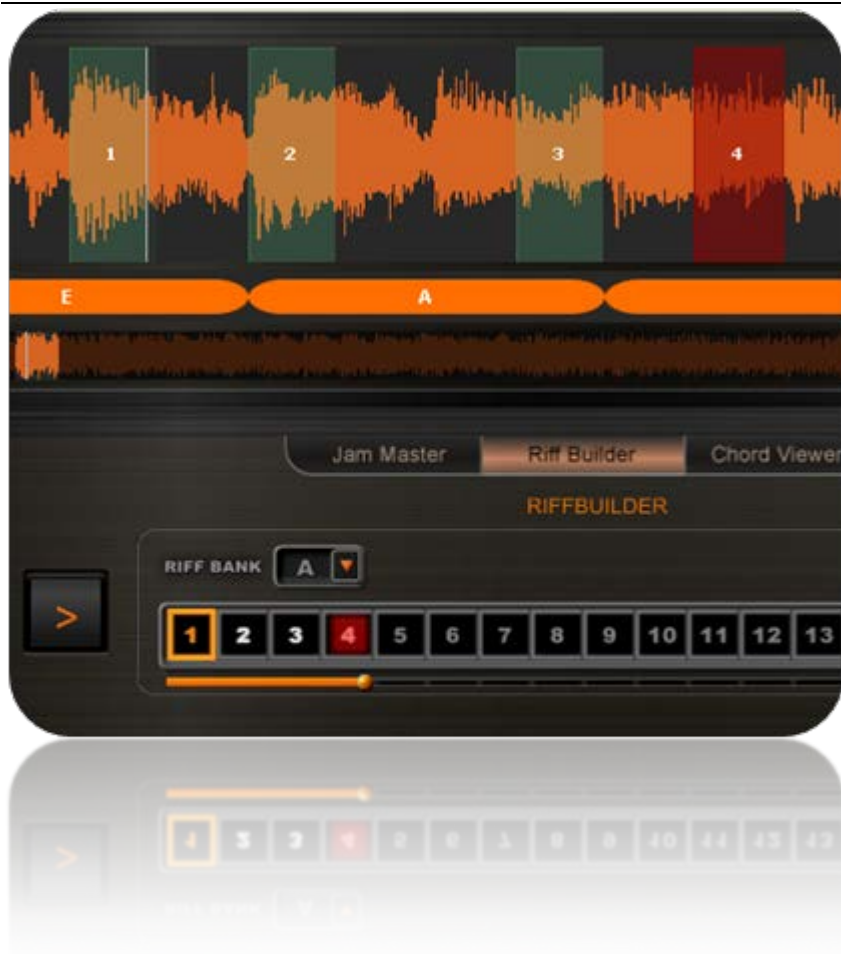 1 2 3 4
E A
Jam Master Riff Builder Chord Viewer
RIFFBUILDER
RIFF BANK A
>
1 2 3 4 5 6 7 8 9 10 11 12 13